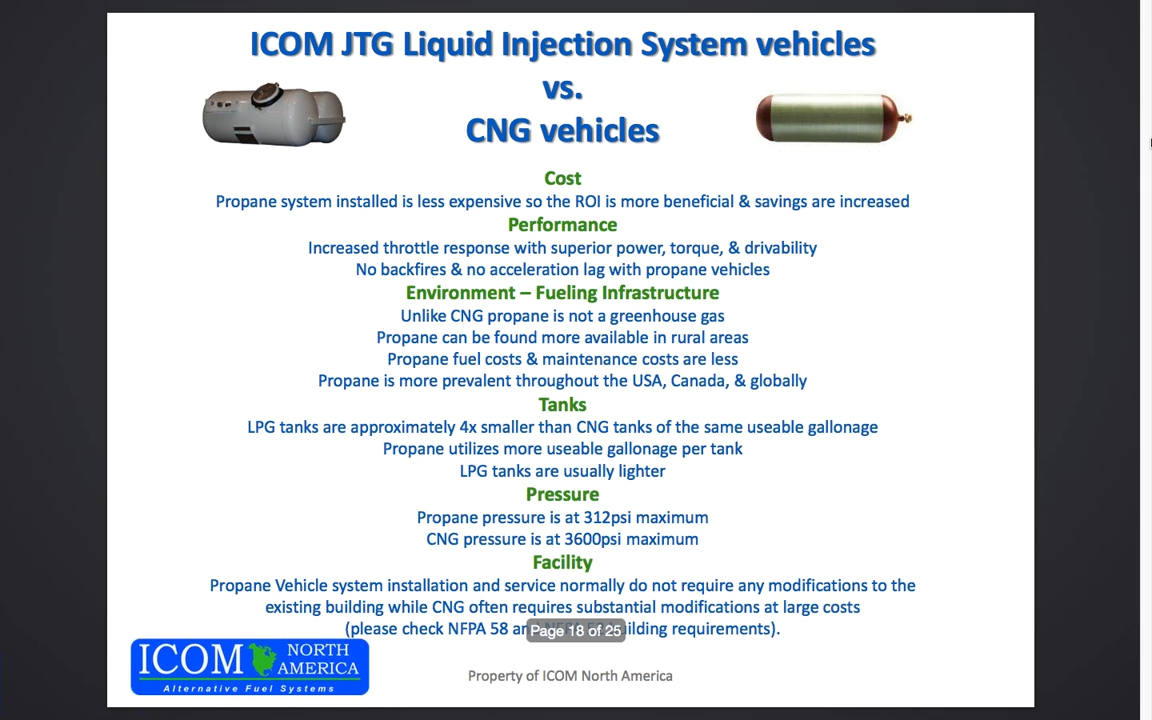 ICOM JTG Liquid Injection System vehicles
vs.
CNG vehicles
Cost
Propane system installed is less expensive so the ROI is more beneficial & savings are increased
Performance
Increased throttle response with superior power, torque, & drivability
No backfires & no acceleration lag with propane vehicles
Environment – Fueling Infrastructure
Unlike CNG propane is not a greenhouse gas
Propane can be found more available in rural areas
Propane fuel costs & maintenance costs are less
Propane is more prevalent throughout the USA, Canada, & globally
Tanks
LPG tanks are approximately 4x smaller than CNG tanks of the same useable gallonage
Propane utilizes more useable gallonage per tank
LPG tanks are usually lighter
Pressure
Propane pressure is at 312psi maximum
CNG pressure is at 3600psi maximum
Facility
Propane Vehicle system installation and service normally do not require any modifications to the
existing building while CNG often requires substantial modifications at large costs
(please check NFPA 58 building requirements).
Page 18 of 25
ICOM NORTH AMERICA
Alternative Fuel Systems
Property of ICOM North America